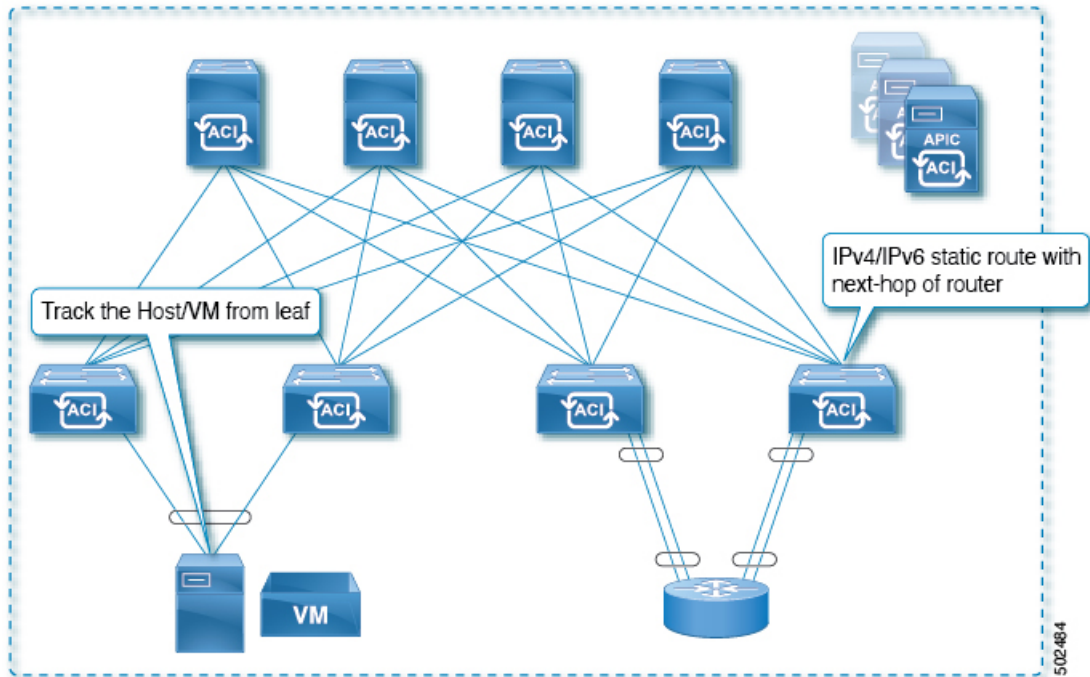 ACI
ACI
ACI
ACI
APIC
ACI
IPv4/IPv6 static route with
next-hop of router
Track the Host/VM from leaf
ACI
ACI
ACI
ACI
VM
502484